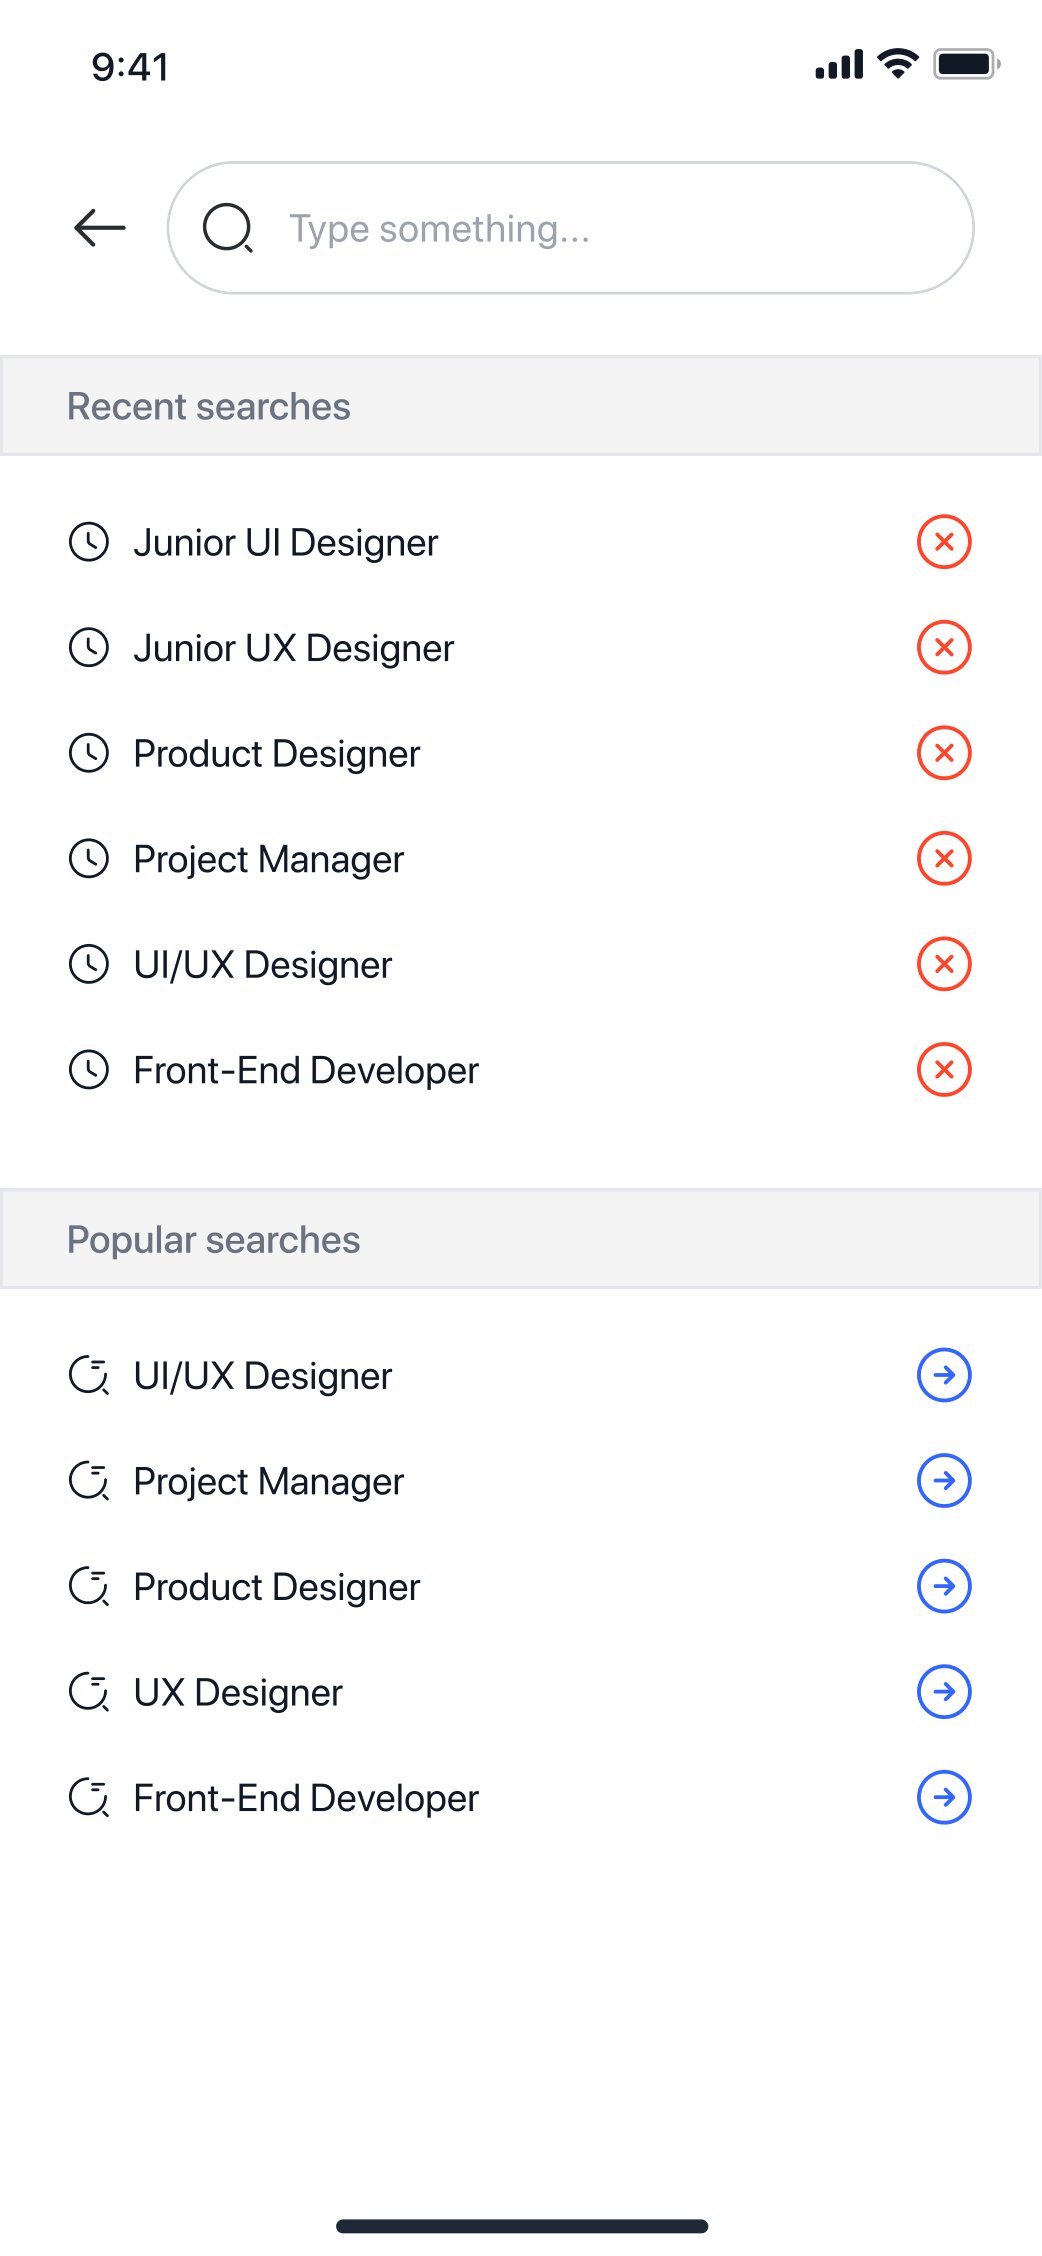 9:41
Type something...
Recent searches
Junior UI Designer
Junior UX Designer
Product Designer
Project Manager
UI/UX Designer
Front-End Developer
Popular searches
UI/UX Designer
Project Manager
Product Designer
UX Designer
Front-End Developer